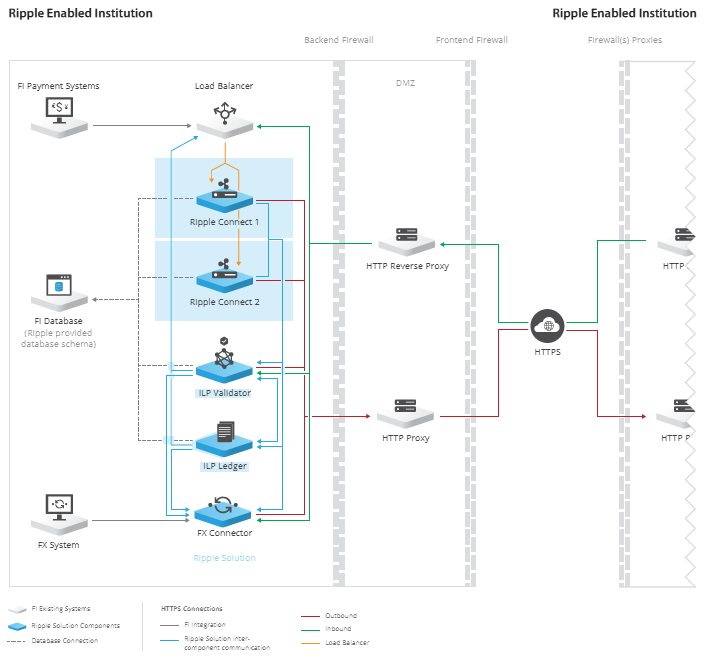 Ripple Enabled Institution
Ripple Enabled Institution
Backend Firewall
Frontend Firewall
Firewall(s) Proxies
FI Payment Systems
Load Balancer
DMZ
€$¥
Ripple Connect 1
HTTP Reverse Proxy
HTTP
Ripple Connect 2
FI Database
(Ripple provided
database schema)
HTTPS
ILP Validator
HTTP Proxy
HTTP P
ILP Ledger
FX System
FX Connector
Ripple Solution
FI Existing Systems
Ripple Solution Components
Database Connection
HTTPS Connections
FI Integration
Ripple Solution inter-
component communication
Outbound
Inbound
Load Balancer